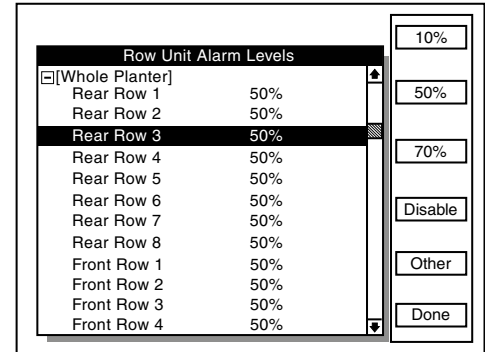 Row Unit Alarm Levels
[Whole Planter]
Rear Row 1 50%
Rear Row 2 50%
Rear Row 3 50%
Rear Row 4 50%
Rear Row 5 50%
Rear Row 6 50%
Rear Row 7 50%
Rear Row 8 50%
Front Row 1 50%
Front Row 2 50%
Front Row 3 50%
Front Row 4 50%
10%
50%
70%
Disable
Other
Done